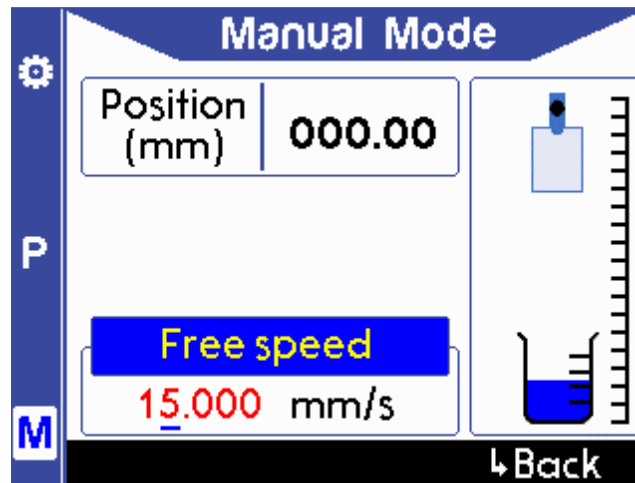 Manual Mode
Position
(mm)
000.00
P
Free speed
15.000 mm/s
M
↳Back